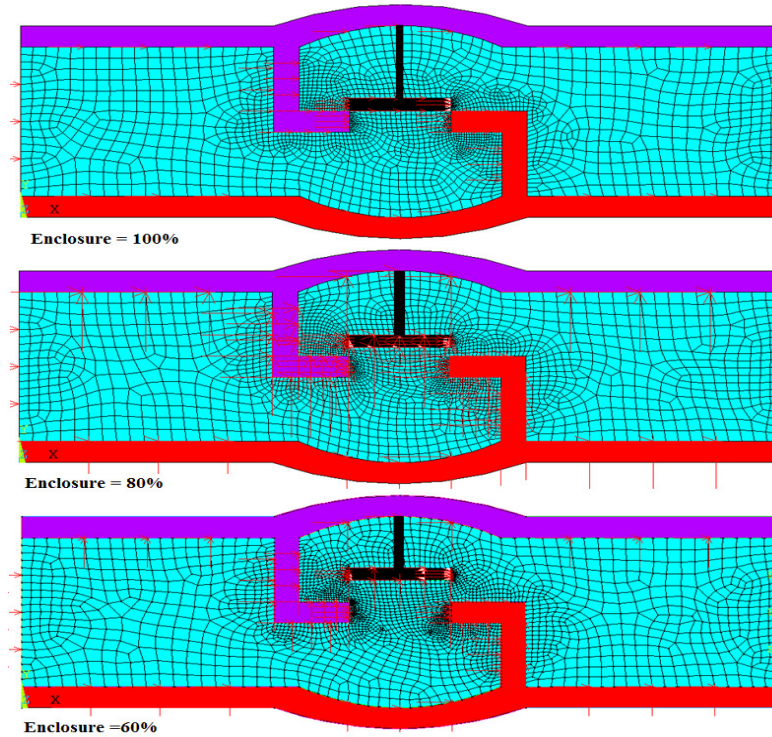 X
Enclosure = 100%
X
Enclosure = 80%
X
Enclosure =60%